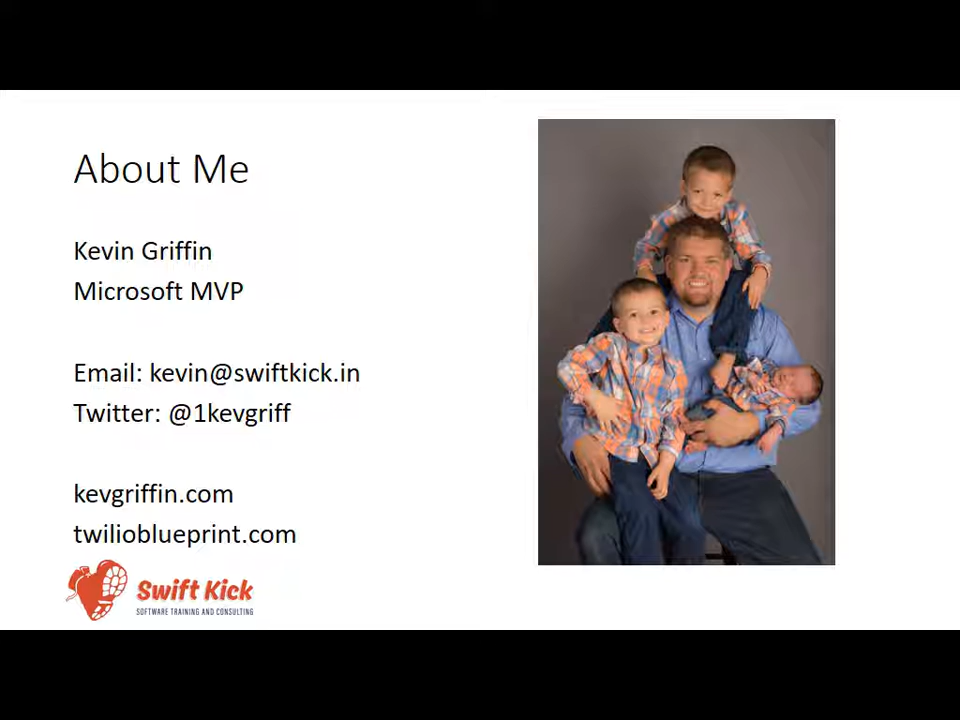 About Me
Kevin Griffin
Microsoft MVP
Email: kevin@swiftkick.in
Twitter: @1kevgriff
kevgriffin.com
twilioblueprint.com
Swift Kick
SOFTWARE TRAINING AND CONSULTING